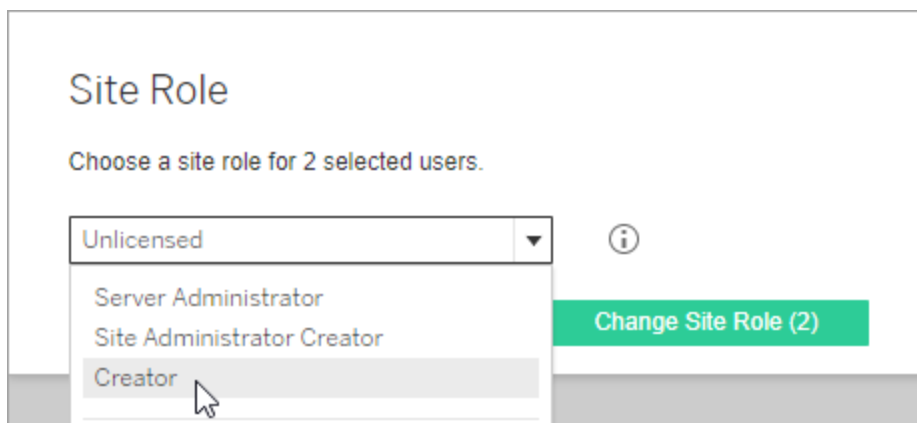 Site Role
Choose a site role for 2 selected users.
Unlicensed
Server Administrator
Site Administrator Creator
Change Site Role (2)
Creator